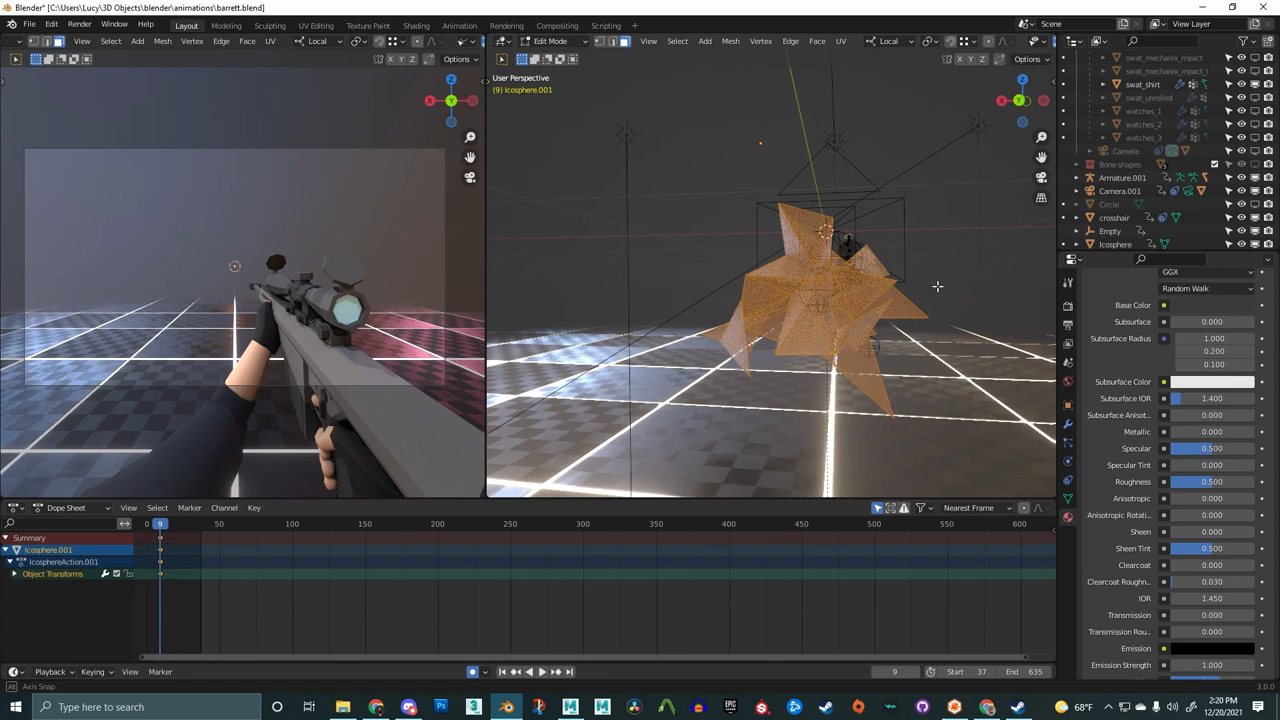 Blender* [C:\Users\Lucy\3D Objects\blender\animations\barrett.blend]
File Edit Render Window Help Layout Modeling Sculpting UV Editing Texture Paint Shading Animation Rendering Compositing Scripting Scene View Layer
View Select Add Mesh Vertex Edge Face UV Local
Edit Mode View Select Add Mesh Vertex Edge Face UV Local
X Y Z Options
X Y Z Options
User Perspective
(9) Icosphere.001
X Z Y
X Z Y
swat_mechanix_mpact
swat_mechanix_mpact_
swat_shirt
swat_unrolled
watches_1
watches_2
watches_3
Camera
Bone shapes
Armature.001
Camera.001
Circle
crosshair
Empty
Icosphere
GGX
Random Walk
Base Color
Subsurface 0.000
Subsurface Radius 1.000
0.200
0.100
Subsurface Color
Subsurface IOR 1.400
Subsurface Anisot... 0.000
Metallic 0.000
Specular 0.500
Specular Tint 0.000
Roughness 0.500
Anisotropic 0.000
Anisotropic Rotati... 0.000
Sheen 0.000
Sheen Tint 0.500
Clearcoat 0.000
Clearcoat Roughn... 0.030
IOR 1.450
Transmission 0.000
Transmission Rou... 0.000
Emission
Emission Strength 1.000
Dope Sheet View Select Marker Channel Key Nearest Frame
0 9 50 100 150 200 250 300 350 400 450 500 550 600
Summary
Icosphere.001
IcosphereAction.001
Object Transforms
Playback Keying View Marker 9 Start 37 End 635
Axis Snap 3.0.0
Type here to search 68°F 2:20 PM
12/20/2021